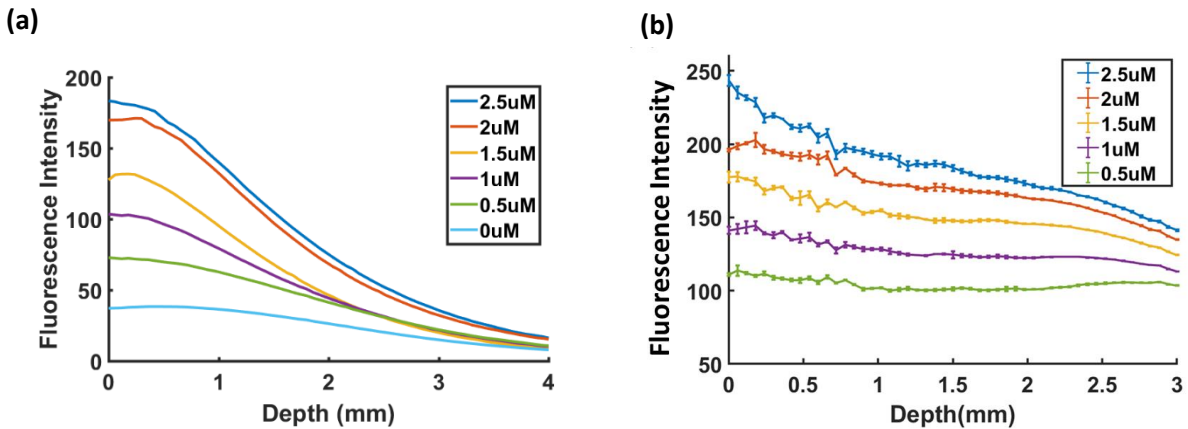 (a)
Fluorescence Intensity
200
150
100
50
0
0 1 2 3 4
Depth (mm)
2.5uM
2uM
1.5uM
1uM
0.5uM
0uM
(b)
Fluorescence Intensity
250
200
150
100
50
0 0.5 1 1.5 2 2.5 3
Depth(mm)
2.5uM
2uM
1.5uM
1uM
0.5uM